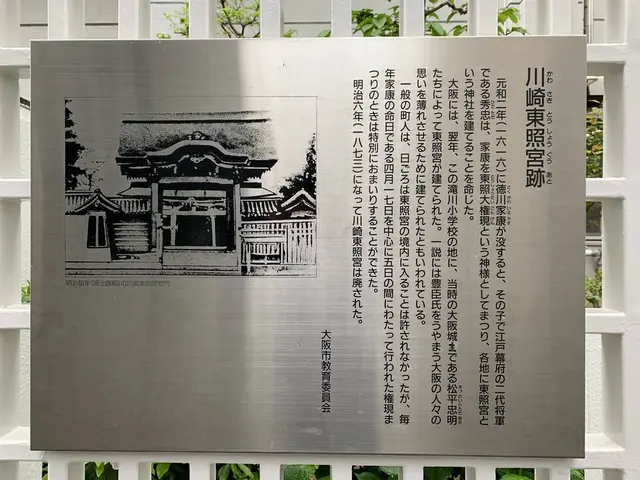 川崎東照宮跡
かわ さき とう しょう ぐう あと
元和二年(一六一六)に徳川家康が没すると、その子で江戸幕府の二代将軍
である秀忠は、家康を東照大権現という神様としてまつり、各地に東照宮と
いう神社を建てることを命じた。
大阪には、翌年、この滝川小学校の地に、当時の大阪城主である松平忠明
たちによって東照宮が建てられた。一説には豊臣氏をうやまう大阪の人々の
思いを薄れさせるために建てられたともいわれている。
一般の町人は、日ごろは東照宮の境内に入ることは許されなかったが、毎
年家康の命日である四月一七日を中心に五日の間にわたって行われた権現ま
つりのときは特別におまいりすることができた。
明治六年(一八七三)になって川崎東照宮は廃された。
大阪市教育委員会